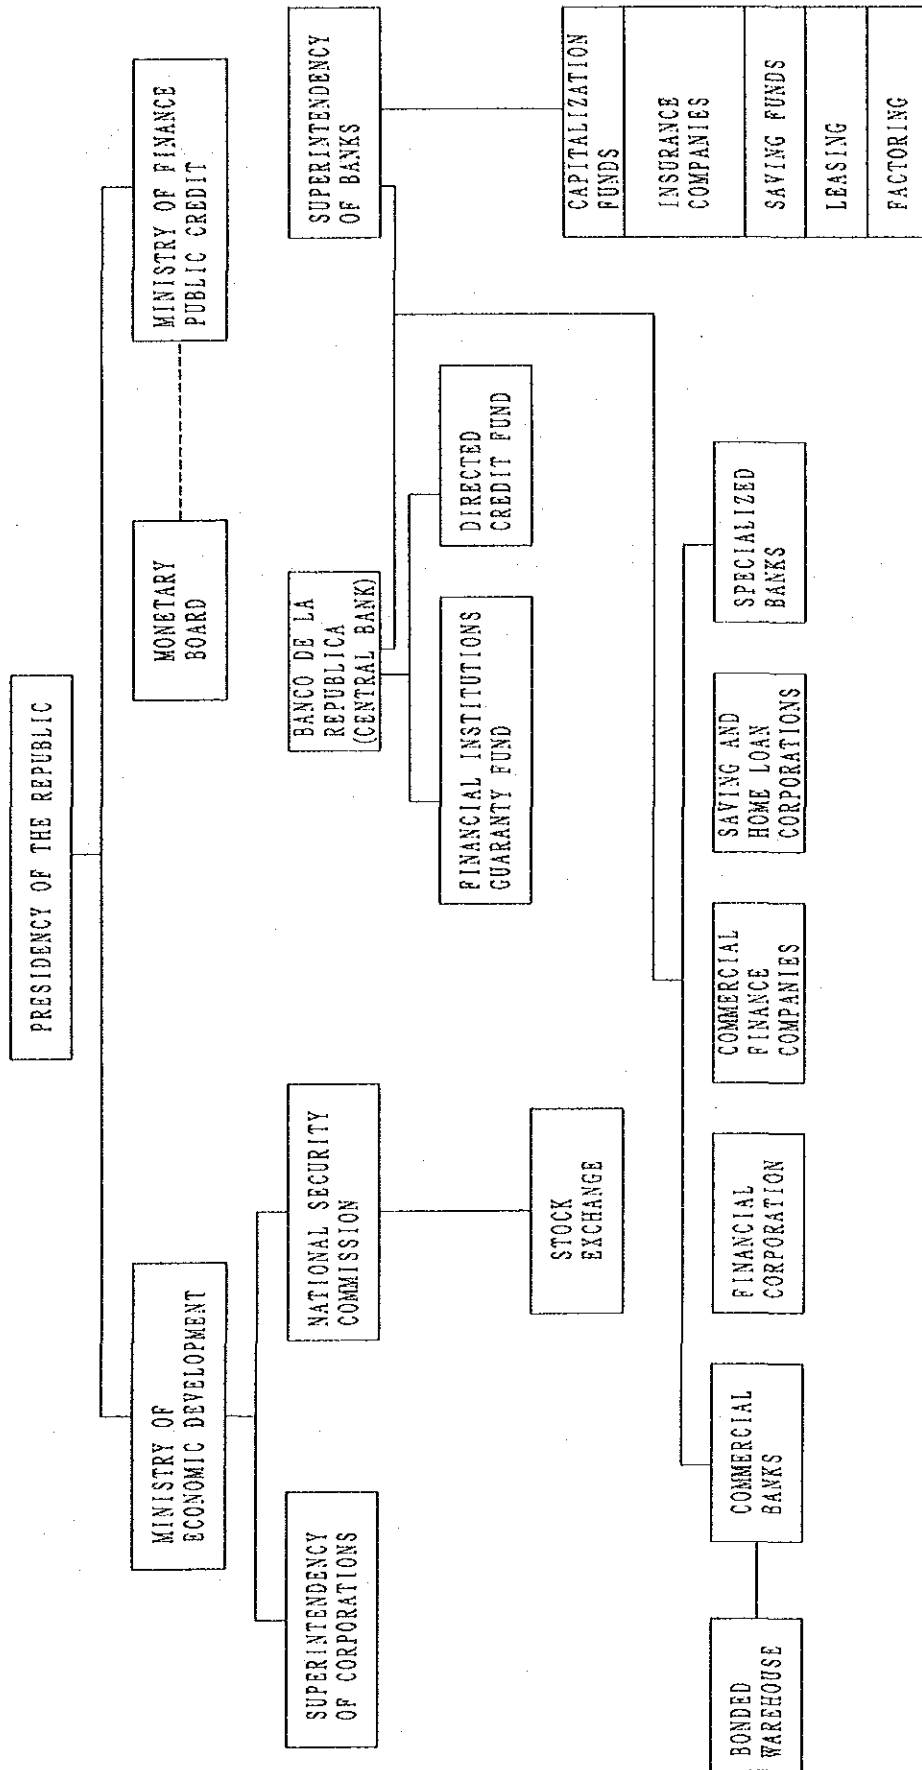 PRESIDENCY OF THE REPUBLIC
MINISTRY OF
ECONOMIC DEVELOPMENT
MONETARY
BOARD
MINISTRY OF FINANCE
PUBLIC CREDIT
SUPERINTENDENCY
OF CORPORATIONS
NATIONAL SECURITY
COMMISSION
BANCO DE LA
REPUBLICA
(CENTRAL BANK)
SUPERINTENDENCY
OF BANKS
FINANCIAL INSTITUTIONS
GUARANTY FUND
DIRECTED
CREDIT FUND
STOCK
EXCHANGE
CAPITALIZATION
FUNDS
INSURANCE
COMPANIES
SAVING FUNDS
LEASING
FACTORING
BONDED
WAREHOUSE
COMMERCIAL
BANKS
FINANCIAL
CORPORATION
COMMERCIAL
FINANCE
COMPANIES
SAVING AND
HOME LOAN
CORPORATIONS
SPECIALIZED
BANKS